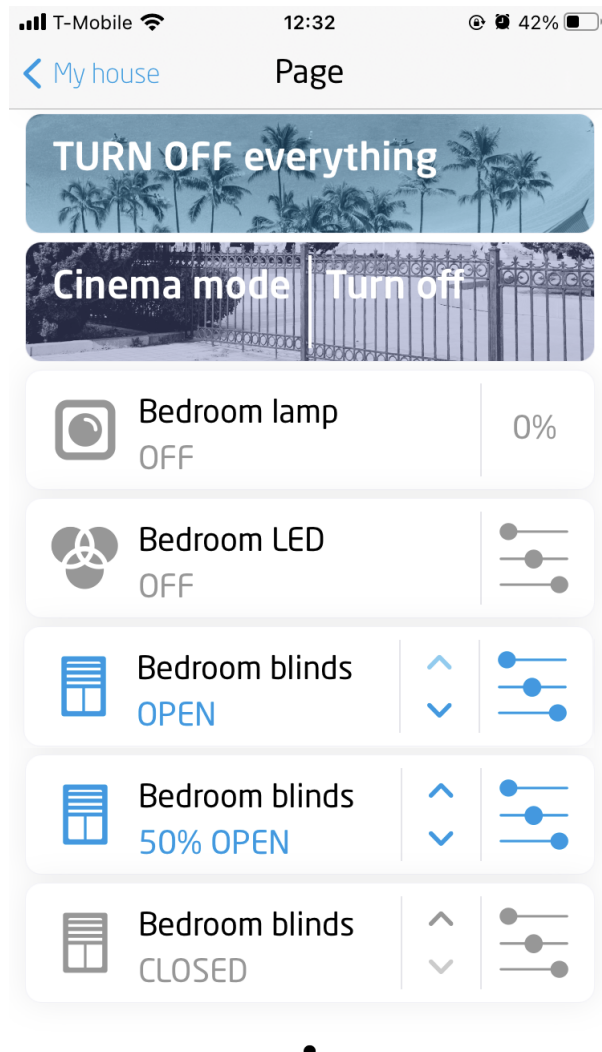 T-Mobile 12:32 42%
My house Page
TURN OFF everything
Cinema mode Turn off
Bedroom lamp
OFF
0%
Bedroom LED
OFF
Bedroom blinds
OPEN
Bedroom blinds
50% OPEN
Bedroom blinds
CLOSED